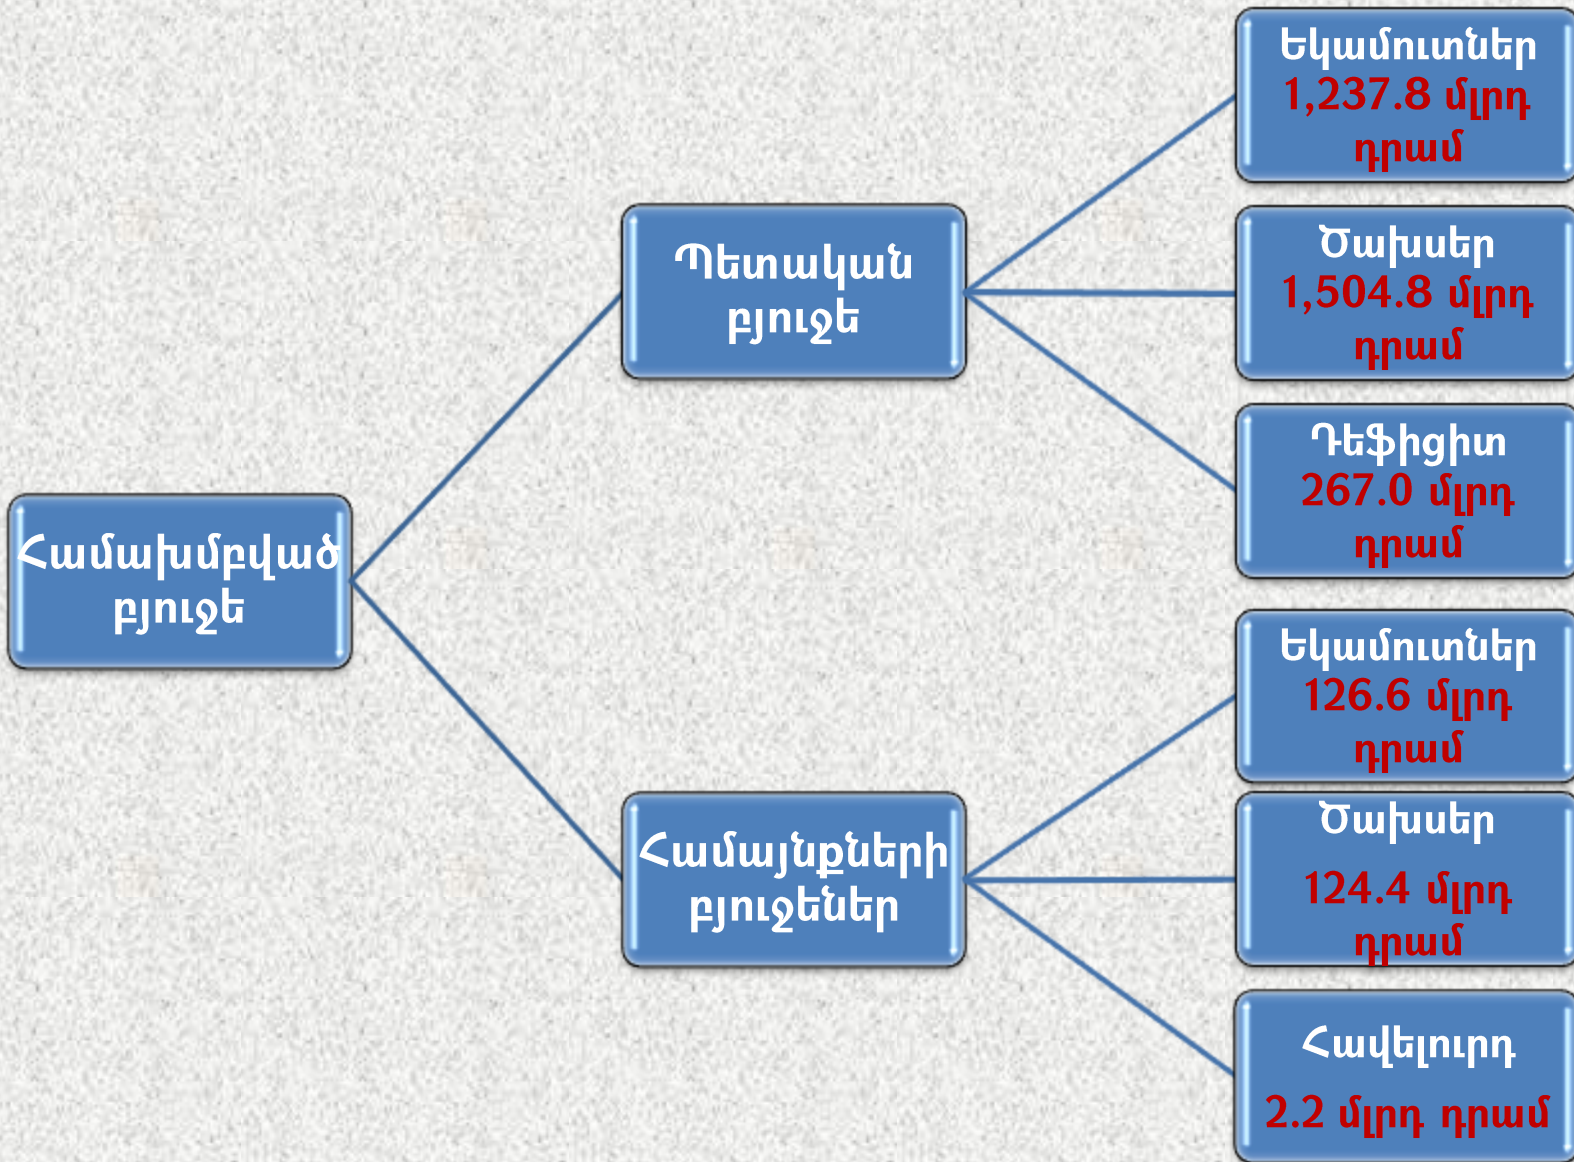 Եկամուտներ
1,237.8 մլրդ
դրամ
Ծախսեր
1,504.8 մլրդ
դրամ
Դեֆիցիտ
267.0 մլրդ
դրամ
Պետական
բյուջե
Համախմբված
բյուջե
Համայնքների
բյուջեներ
Եկամուտներ
126.6 մլրդ
դրամ
Ծախսեր
124.4 մլրդ
դրամ
Հավելուրդ
2.2 մլրդ դրամ